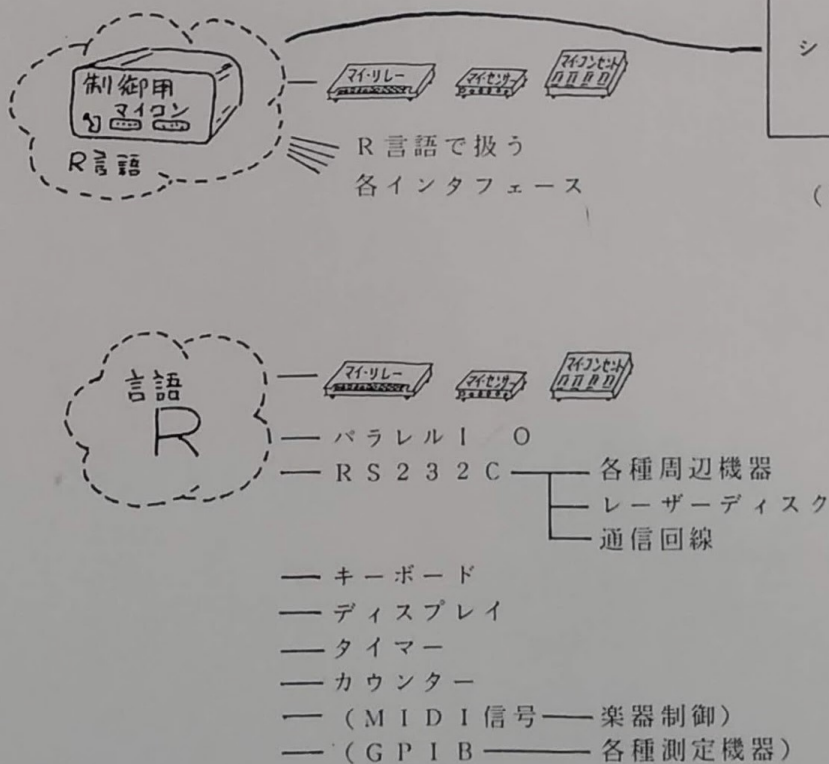 シ
制御用
マイコン
R言語
マイ・リレー
マイ・センサー
マイ・コンセント
R言語で扱う
各インタフェース
(
言語
R
マイ・リレー
マイ・センサー
マイ・コンセント
パラレルI O
RS232C 各種周辺機器
レーザーディスク
通信回線
キーボード
ディスプレイ
タイマー
カウンター
(MIDI信号 楽器制御)
(GPIB 各種測定機器)